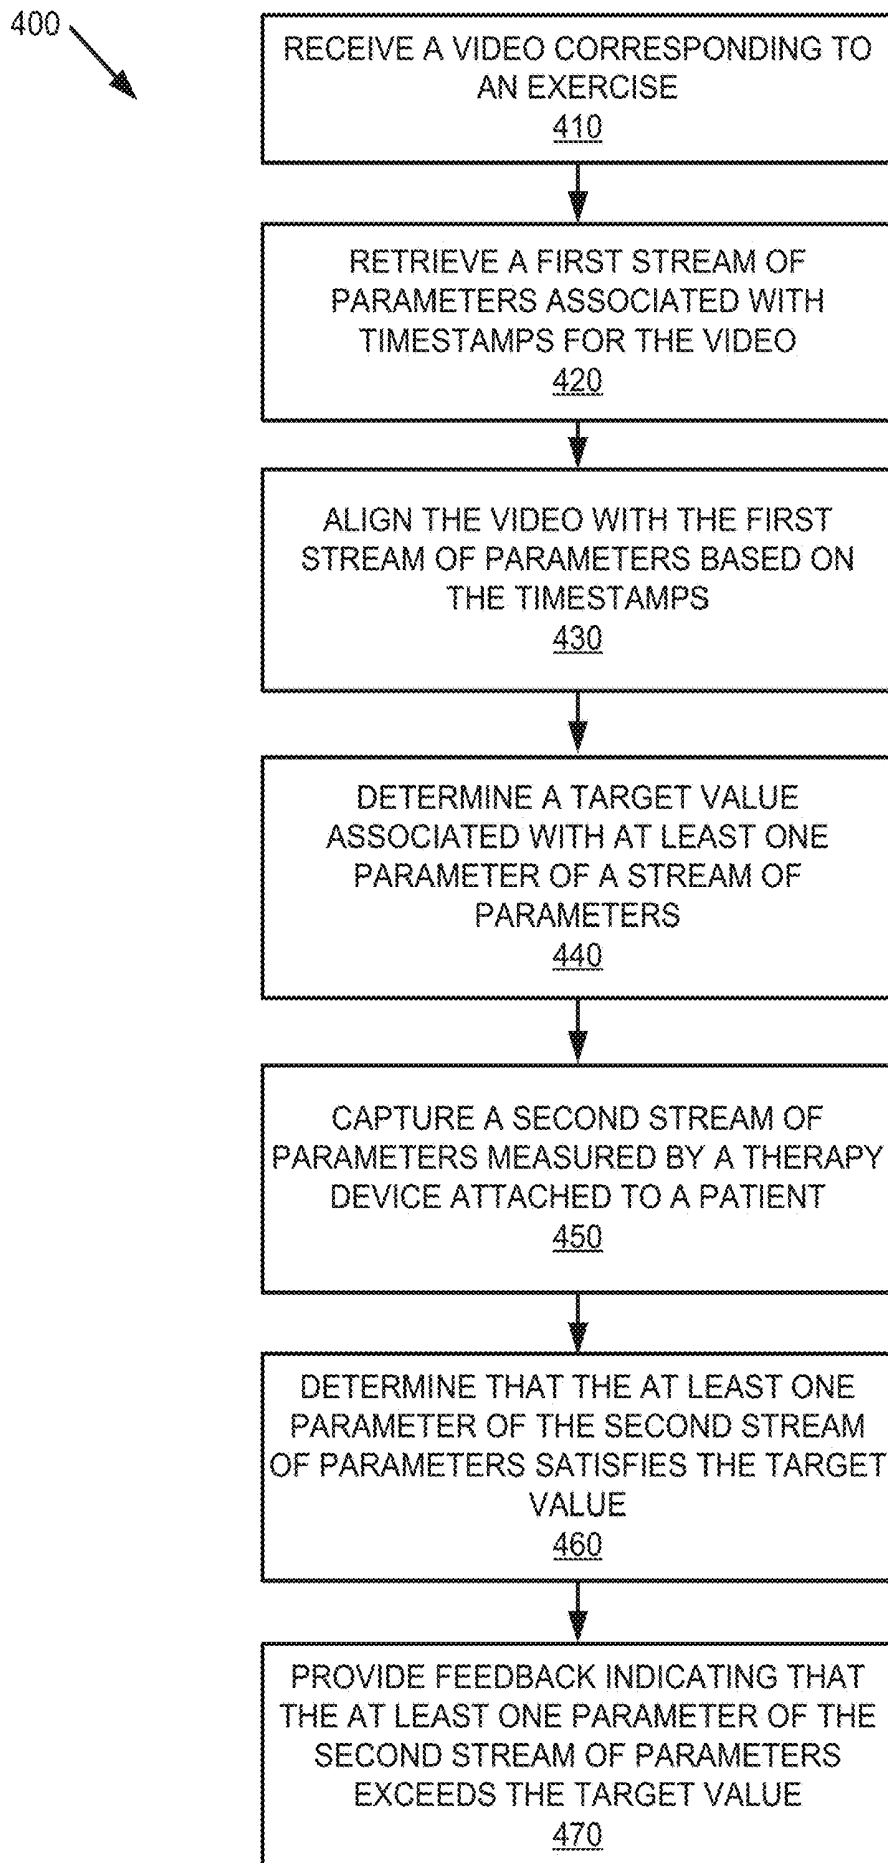 400
RECEIVE A VIDEO CORRESPONDING TO
AN EXERCISE
410
RETRIEVE A FIRST STREAM OF
PARAMETERS ASSOCIATED WITH
TIMESTAMPS FOR THE VIDEO
420
ALIGN THE VIDEO WITH THE FIRST
STREAM OF PARAMETERS BASED ON
THE TIMESTAMPS
430
DETERMINE A TARGET VALUE
ASSOCIATED WITH AT LEAST ONE
PARAMETER OF A STREAM OF
PARAMETERS
440
CAPTURE A SECOND STREAM OF
PARAMETERS MEASURED BY A THERAPY
DEVICE ATTACHED TO A PATIENT
450
DETERMINE THAT THE AT LEAST ONE
PARAMETER OF THE SECOND STREAM
OF PARAMETERS SATISFIES THE TARGET
VALUE
460
PROVIDE FEEDBACK INDICATING THAT
THE AT LEAST ONE PARAMETER OF THE
SECOND STREAM OF PARAMETERS
EXCEEDS THE TARGET VALUE
470